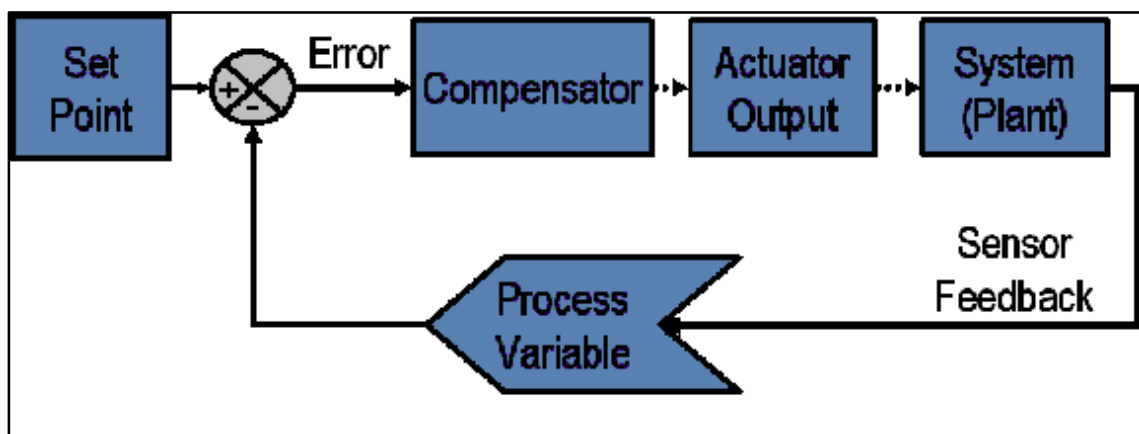 Set
Point
+
-
Error
Compensator
Actuator
Output
System
(Plant)
Sensor
Feedback
Process
Variable